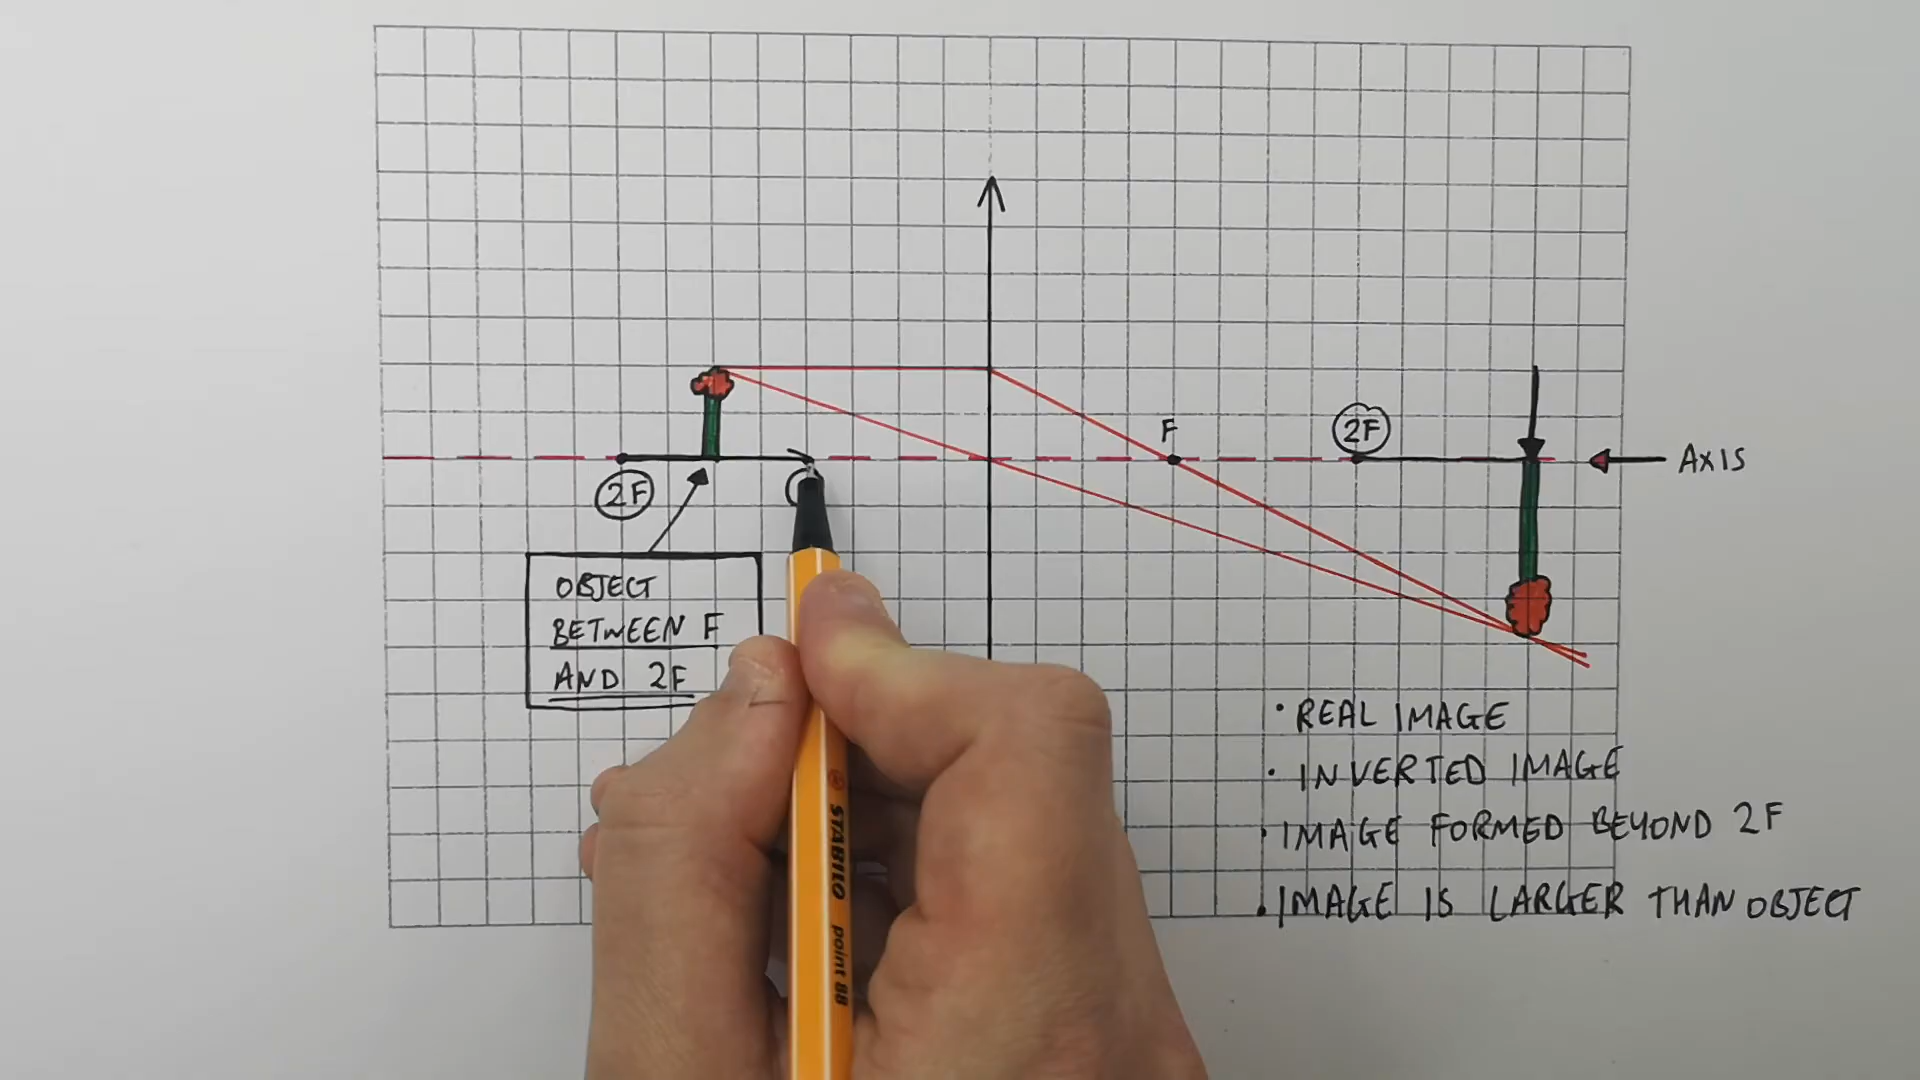 F
2F
AXIS
2F
OBJECT
BETWEEN F
AND 2F
• REAL IMAGE
• INVERTED IMAGE
• IMAGE FORMED BEYOND 2F
• IMAGE IS LARGER THAN OBJECT
STABILO point 88